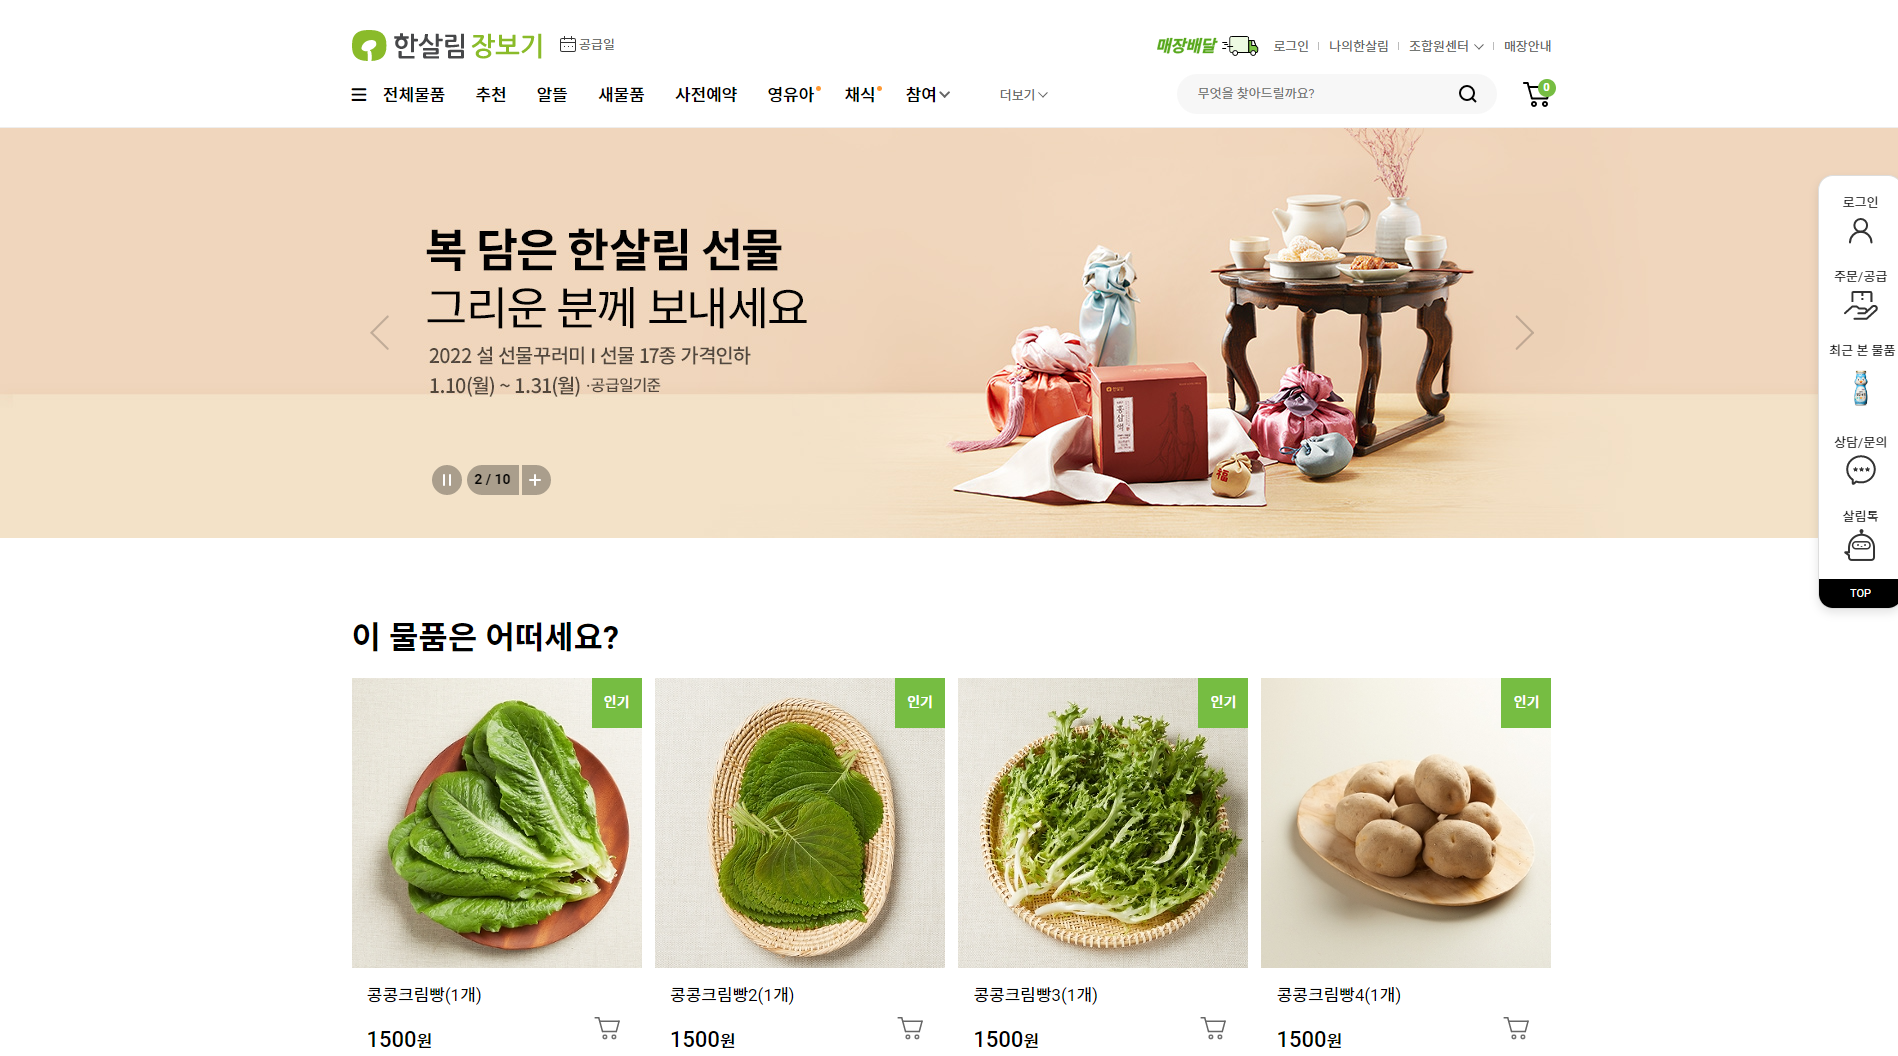 한살림 장보기
공급일
매장배달
로그인
나의한살림
조합원센터
매장안내
전체물품
추천
알뜰
새물품
사전예약
영유아
채식
참여
더보기
무엇을 찾아드릴까요?
0
복 담은 한살림 선물
그리운 분께 보내세요
2022 설 선물꾸러미 I 선물 17종 가격인하
1.10(월) ~ 1.31(월) ·공급일기준
2 / 10
한살림
홍삼액
福
로그인
주문/공급
최근 본 물품
상담/문의
살림톡
TOP
이 물품은 어떠세요?
인기
인기
인기
인기
콩콩크림빵(1개)
콩콩크림빵2(1개)
콩콩크림빵3(1개)
콩콩크림빵4(1개)
1500원
1500원
1500원
1500원